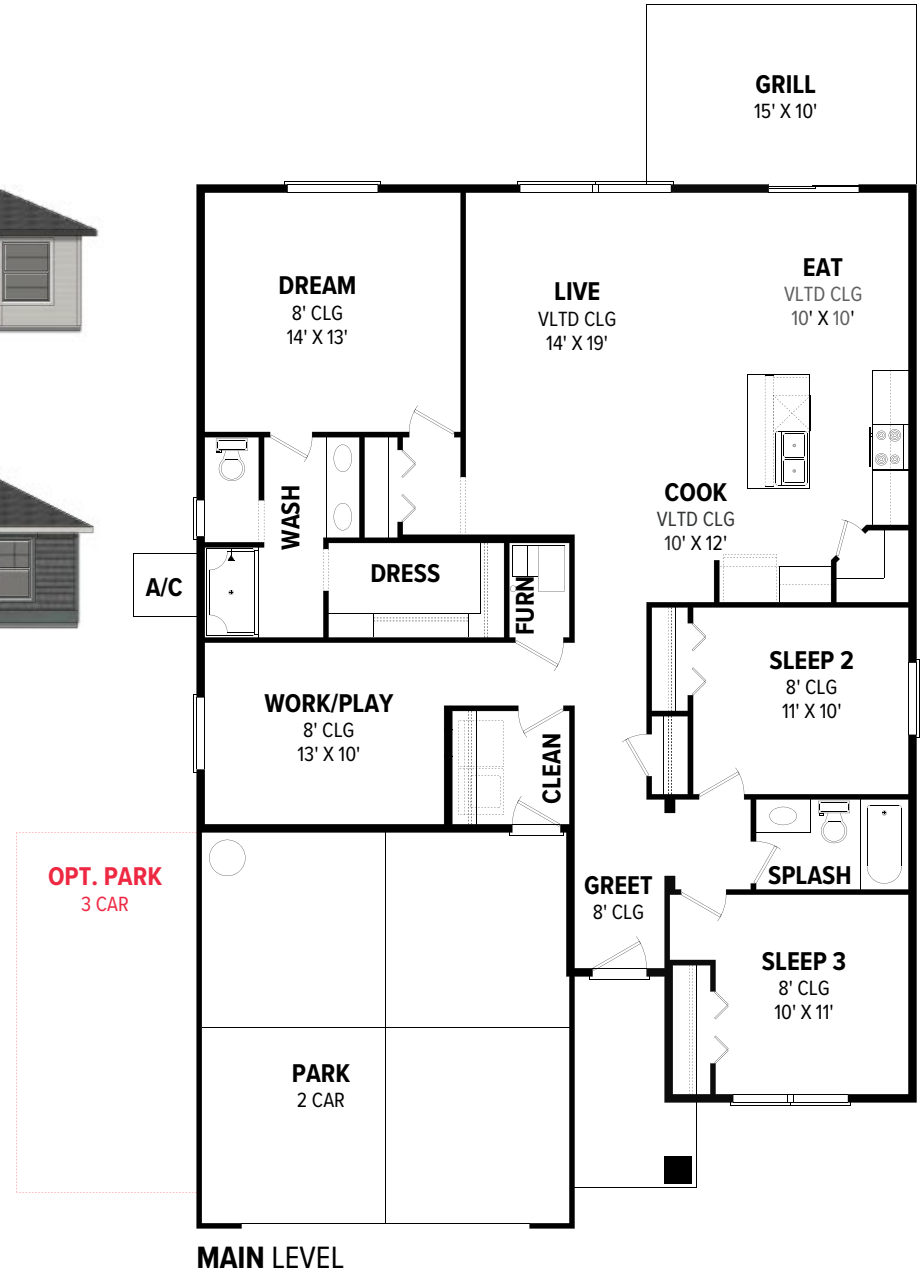 GRILL
15' X 10'
DREAM
8' CLG
14' X 13'
LIVE
VLTD CLG
14' X 19'
EAT
VLTD CLG
10' X 10'
WASH
COOK
VLTD CLG
10' X 12'
A/C
DRESS
FURN
SLEEP 2
8' CLG
11' X 10'
WORK/PLAY
8' CLG
13' X 10'
CLEAN
OPT. PARK
3 CAR
GREET
8' CLG
SPLASH
SLEEP 3
8' CLG
10' X 11'
PARK
2 CAR
MAIN LEVEL